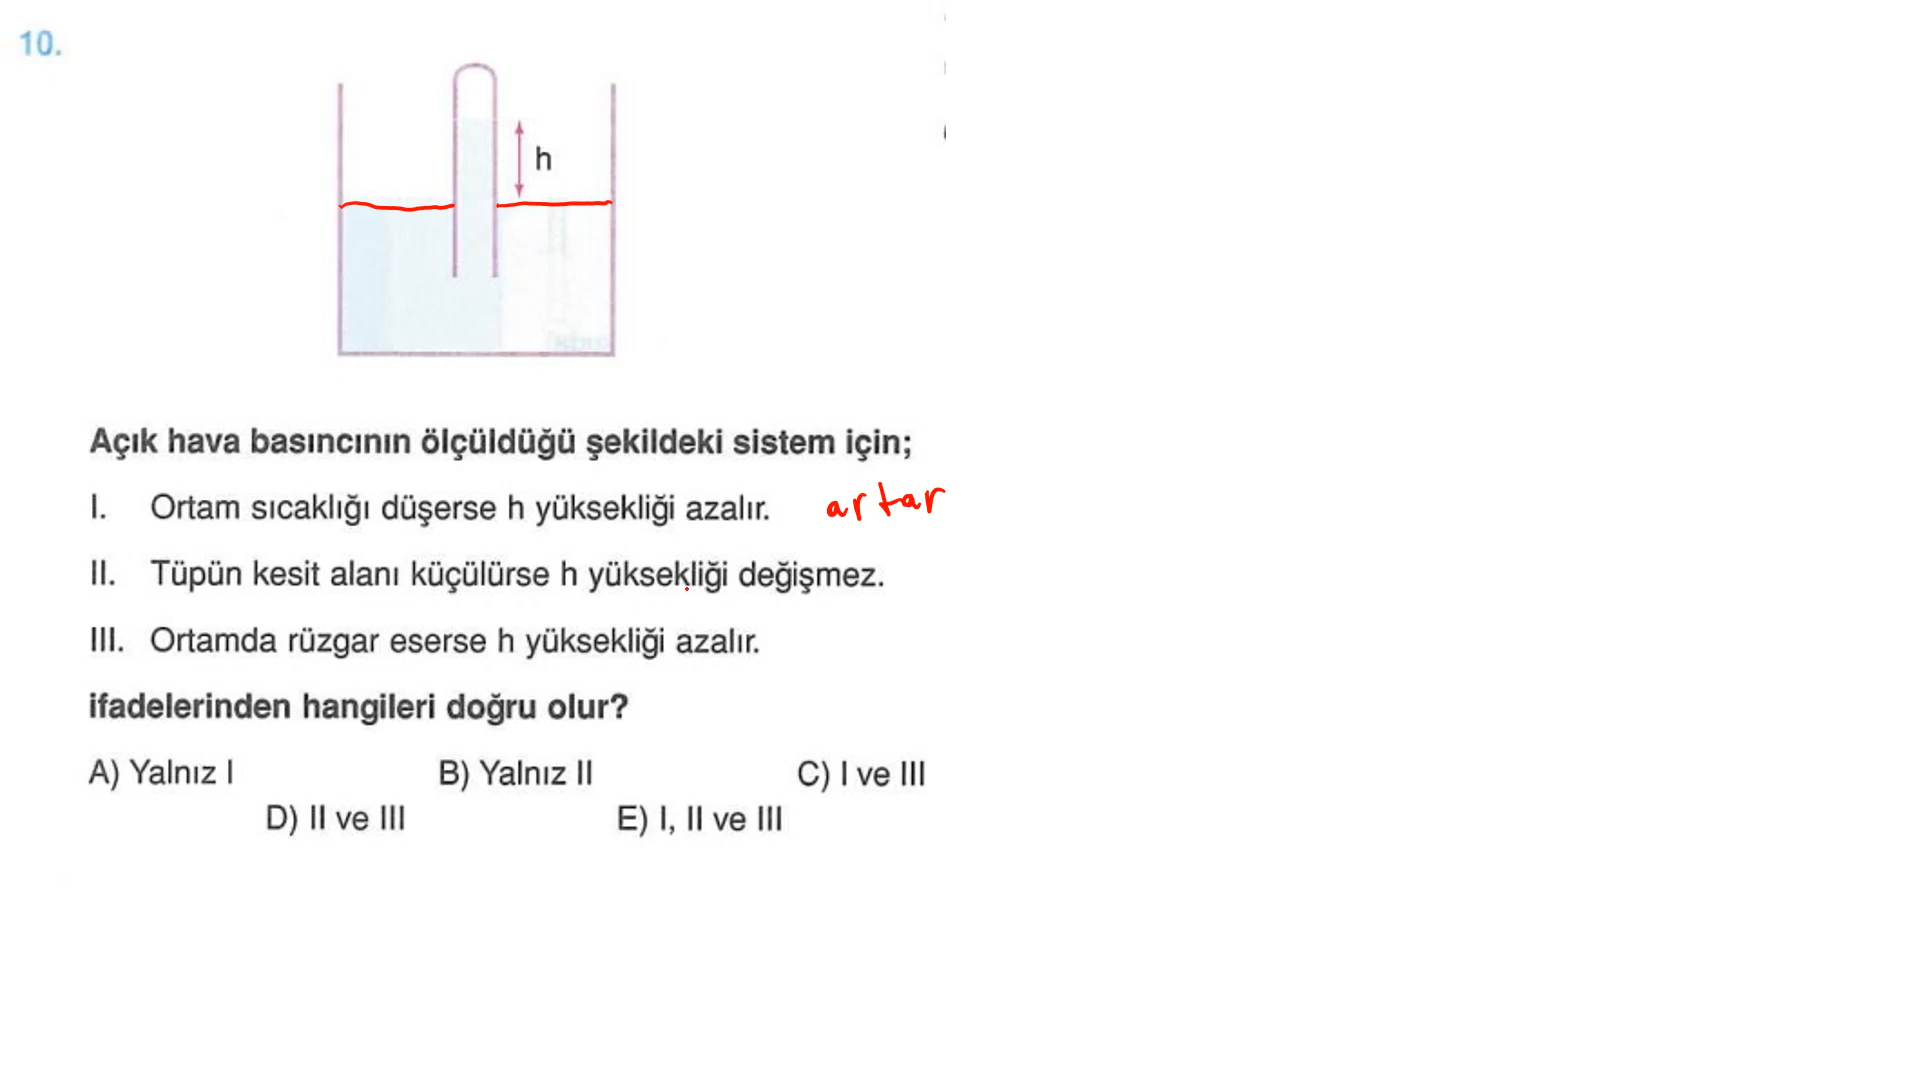 10.
h
Açık hava basıncının ölçüldüğü şekildeki sistem için;
I. Ortam sıcaklığı düşerse h yüksekliği azalır. artar
II. Tüpün kesit alanı küçülürse h yüksekliği değişmez.
III. Ortamda rüzgar eserse h yüksekliği azalır.
ifadelerinden hangileri doğru olur?
A) Yalnız I B) Yalnız II C) I ve III
D) II ve III E) I, II ve III